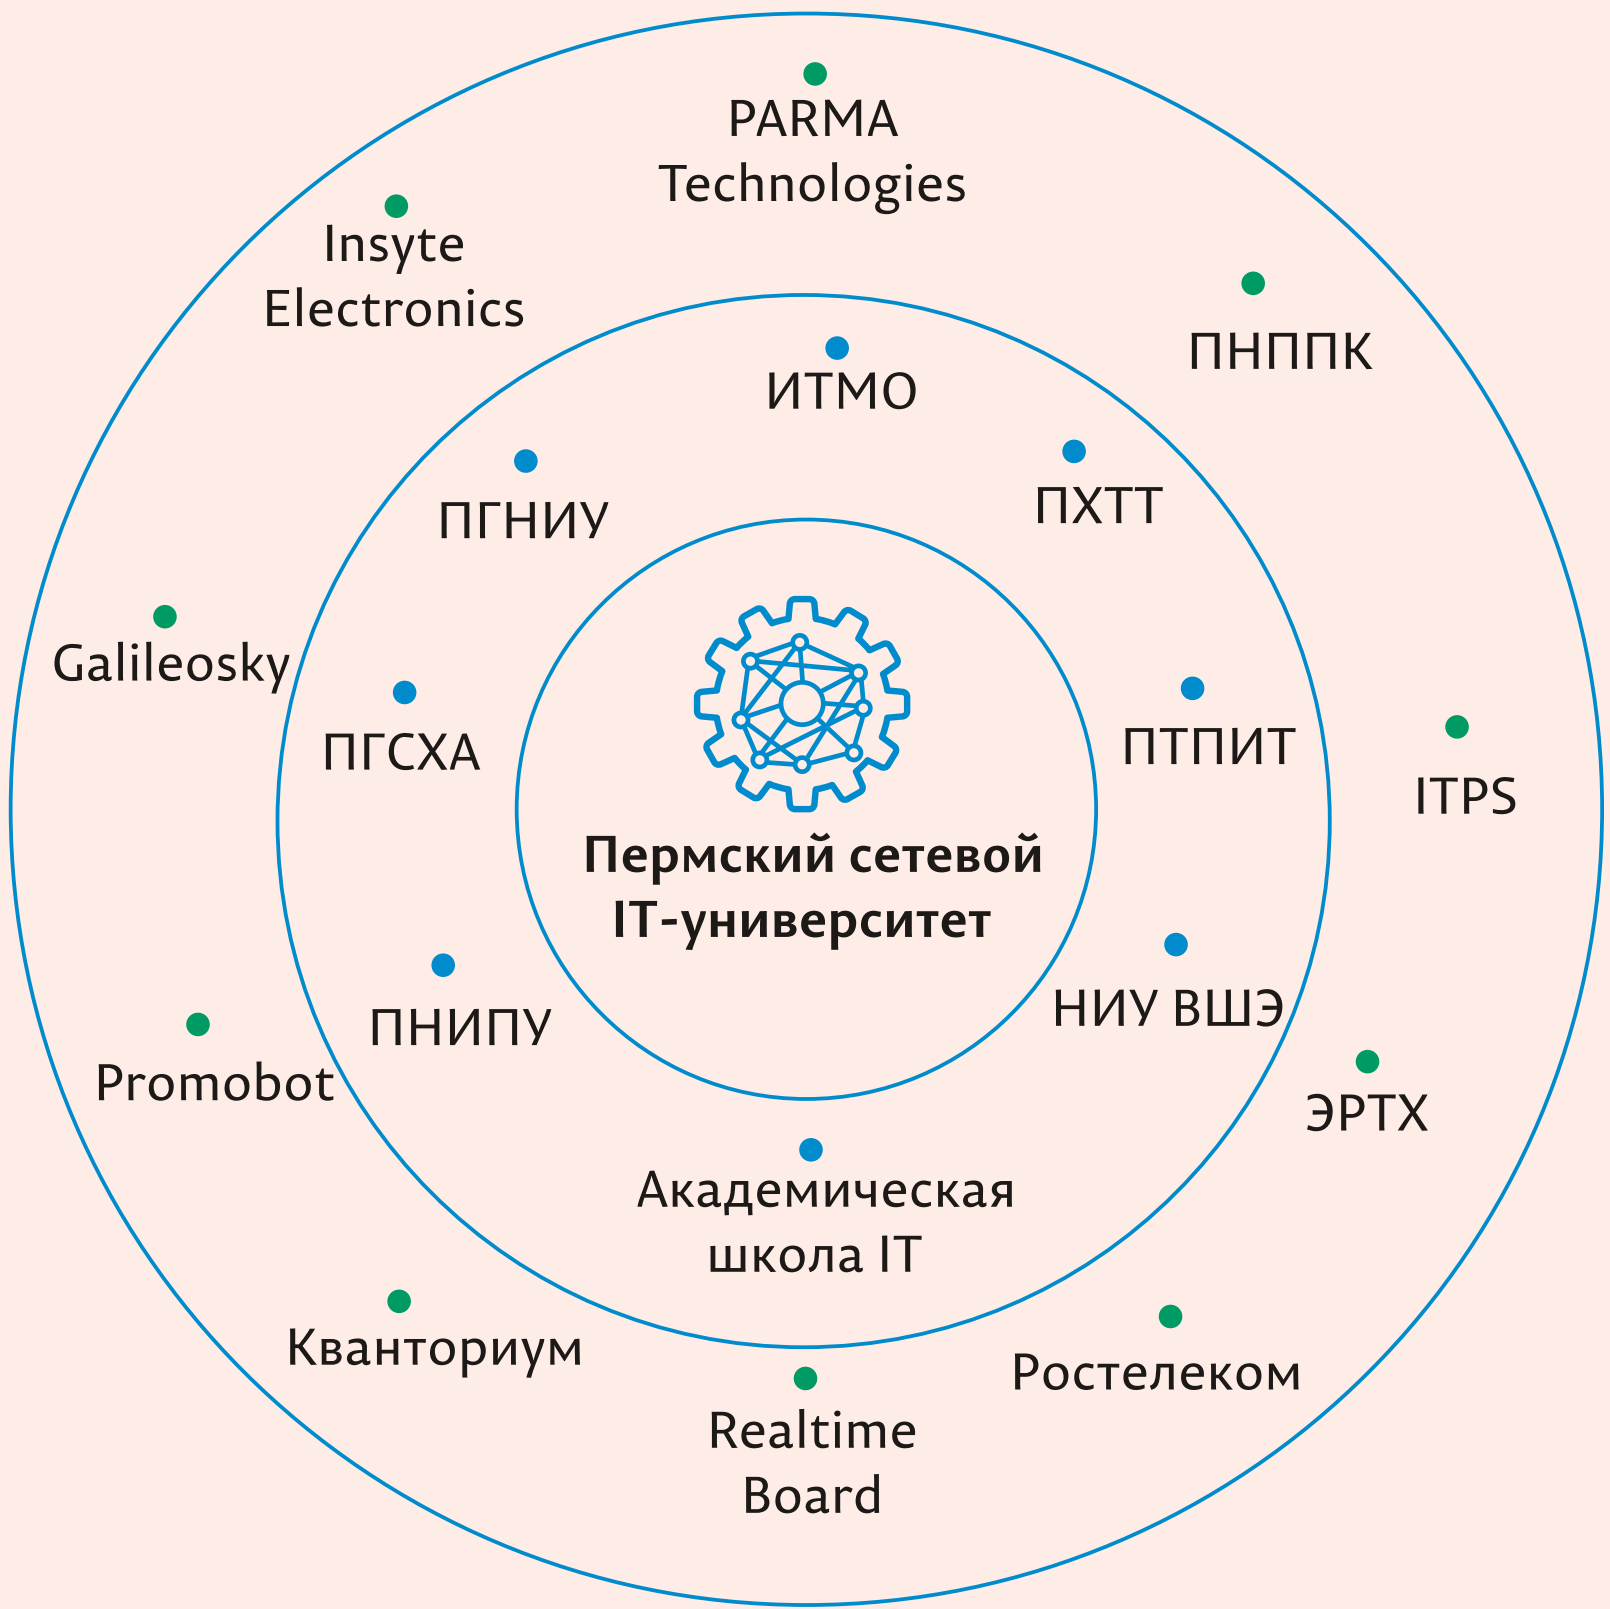 PARMA
Technologies
Insyte
Electronics
ПНППК
ИТМО
ПГНИУ
ПХТТ
Galileosky
ПГСХА
ПТПИТ
ITPS
Пермский сетевой
IT-университет
ПНИПУ
НИУ ВШЭ
Promobot
ЭРТХ
Академическая
школа IT
Кванториум
Ростелеком
Realtime
Board